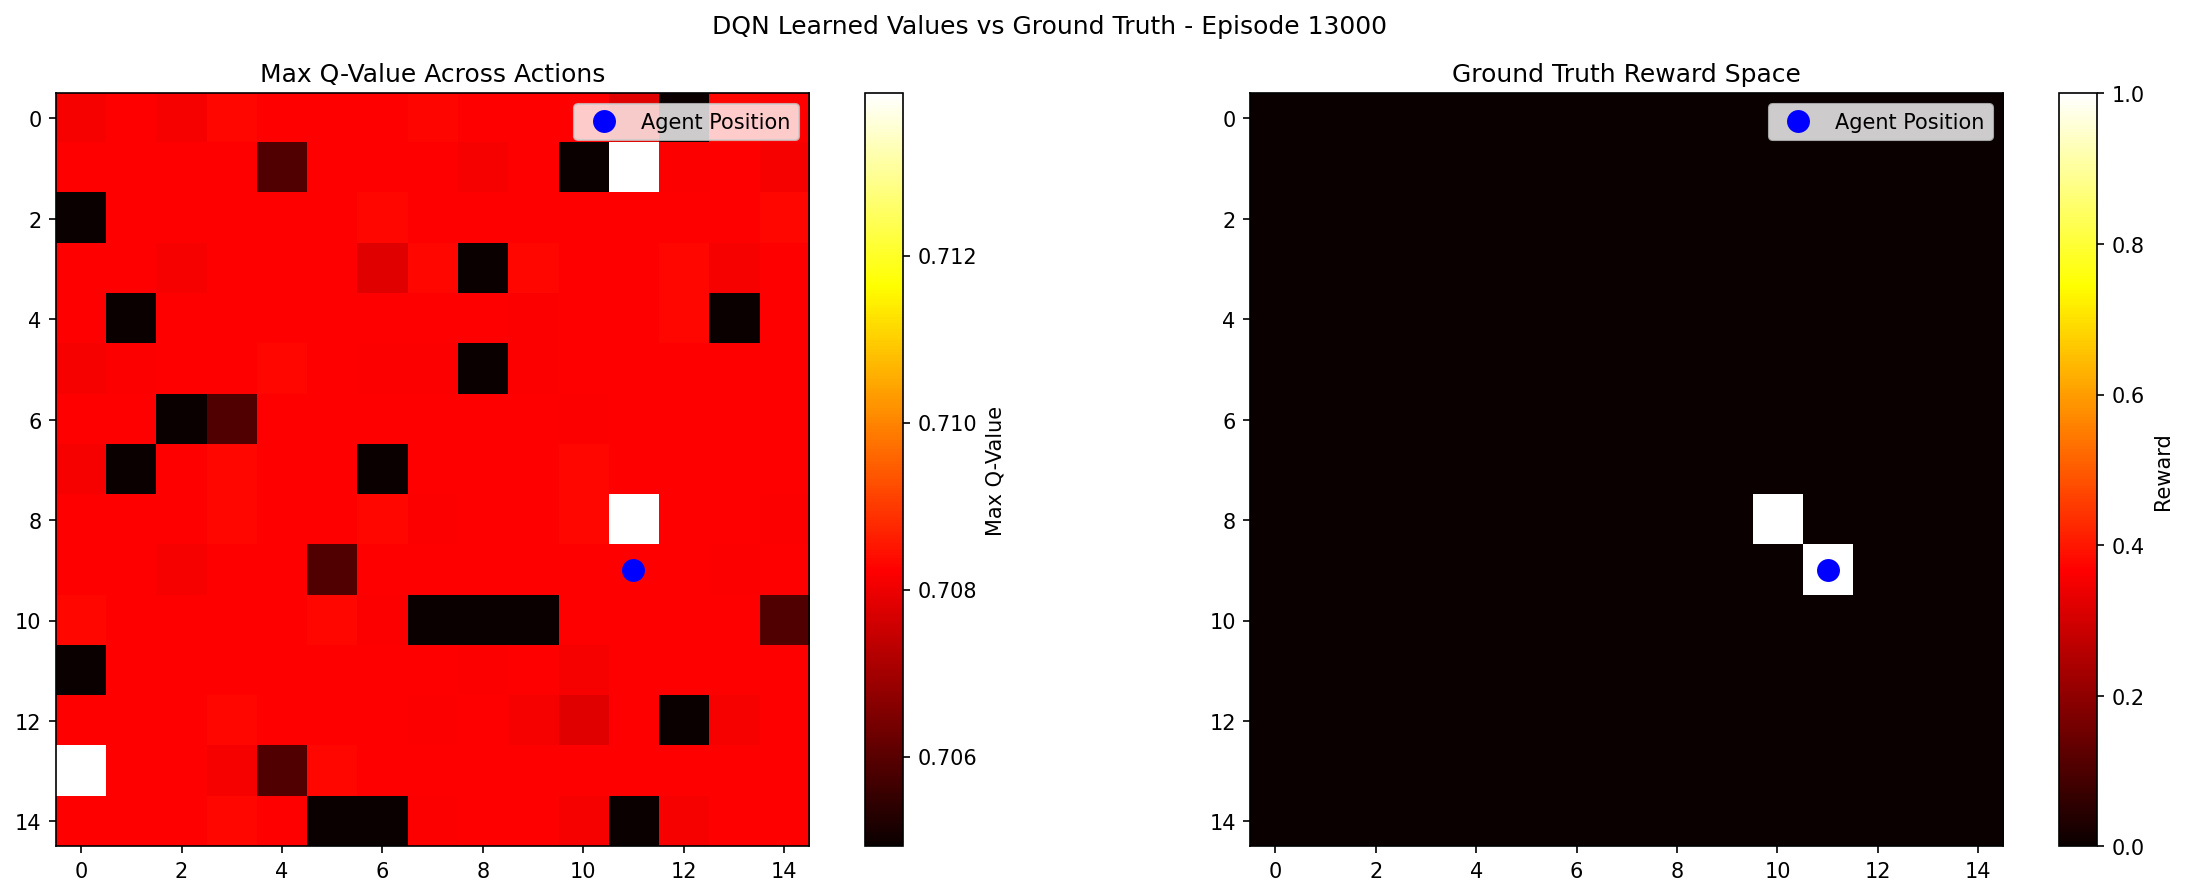 DQN Learned Values vs Ground Truth - Episode 13000
Max Q-Value Across Actions
Agent Position
0
2
4
6
8
10
12
14
0 2 4 6 8 10 12 14
0.712
0.710
0.708
0.706
Max Q-Value
Ground Truth Reward Space
Agent Position
0
2
4
6
8
10
12
14
0 2 4 6 8 10 12 14
1.0
0.8
0.6
0.4
0.2
0.0
Reward